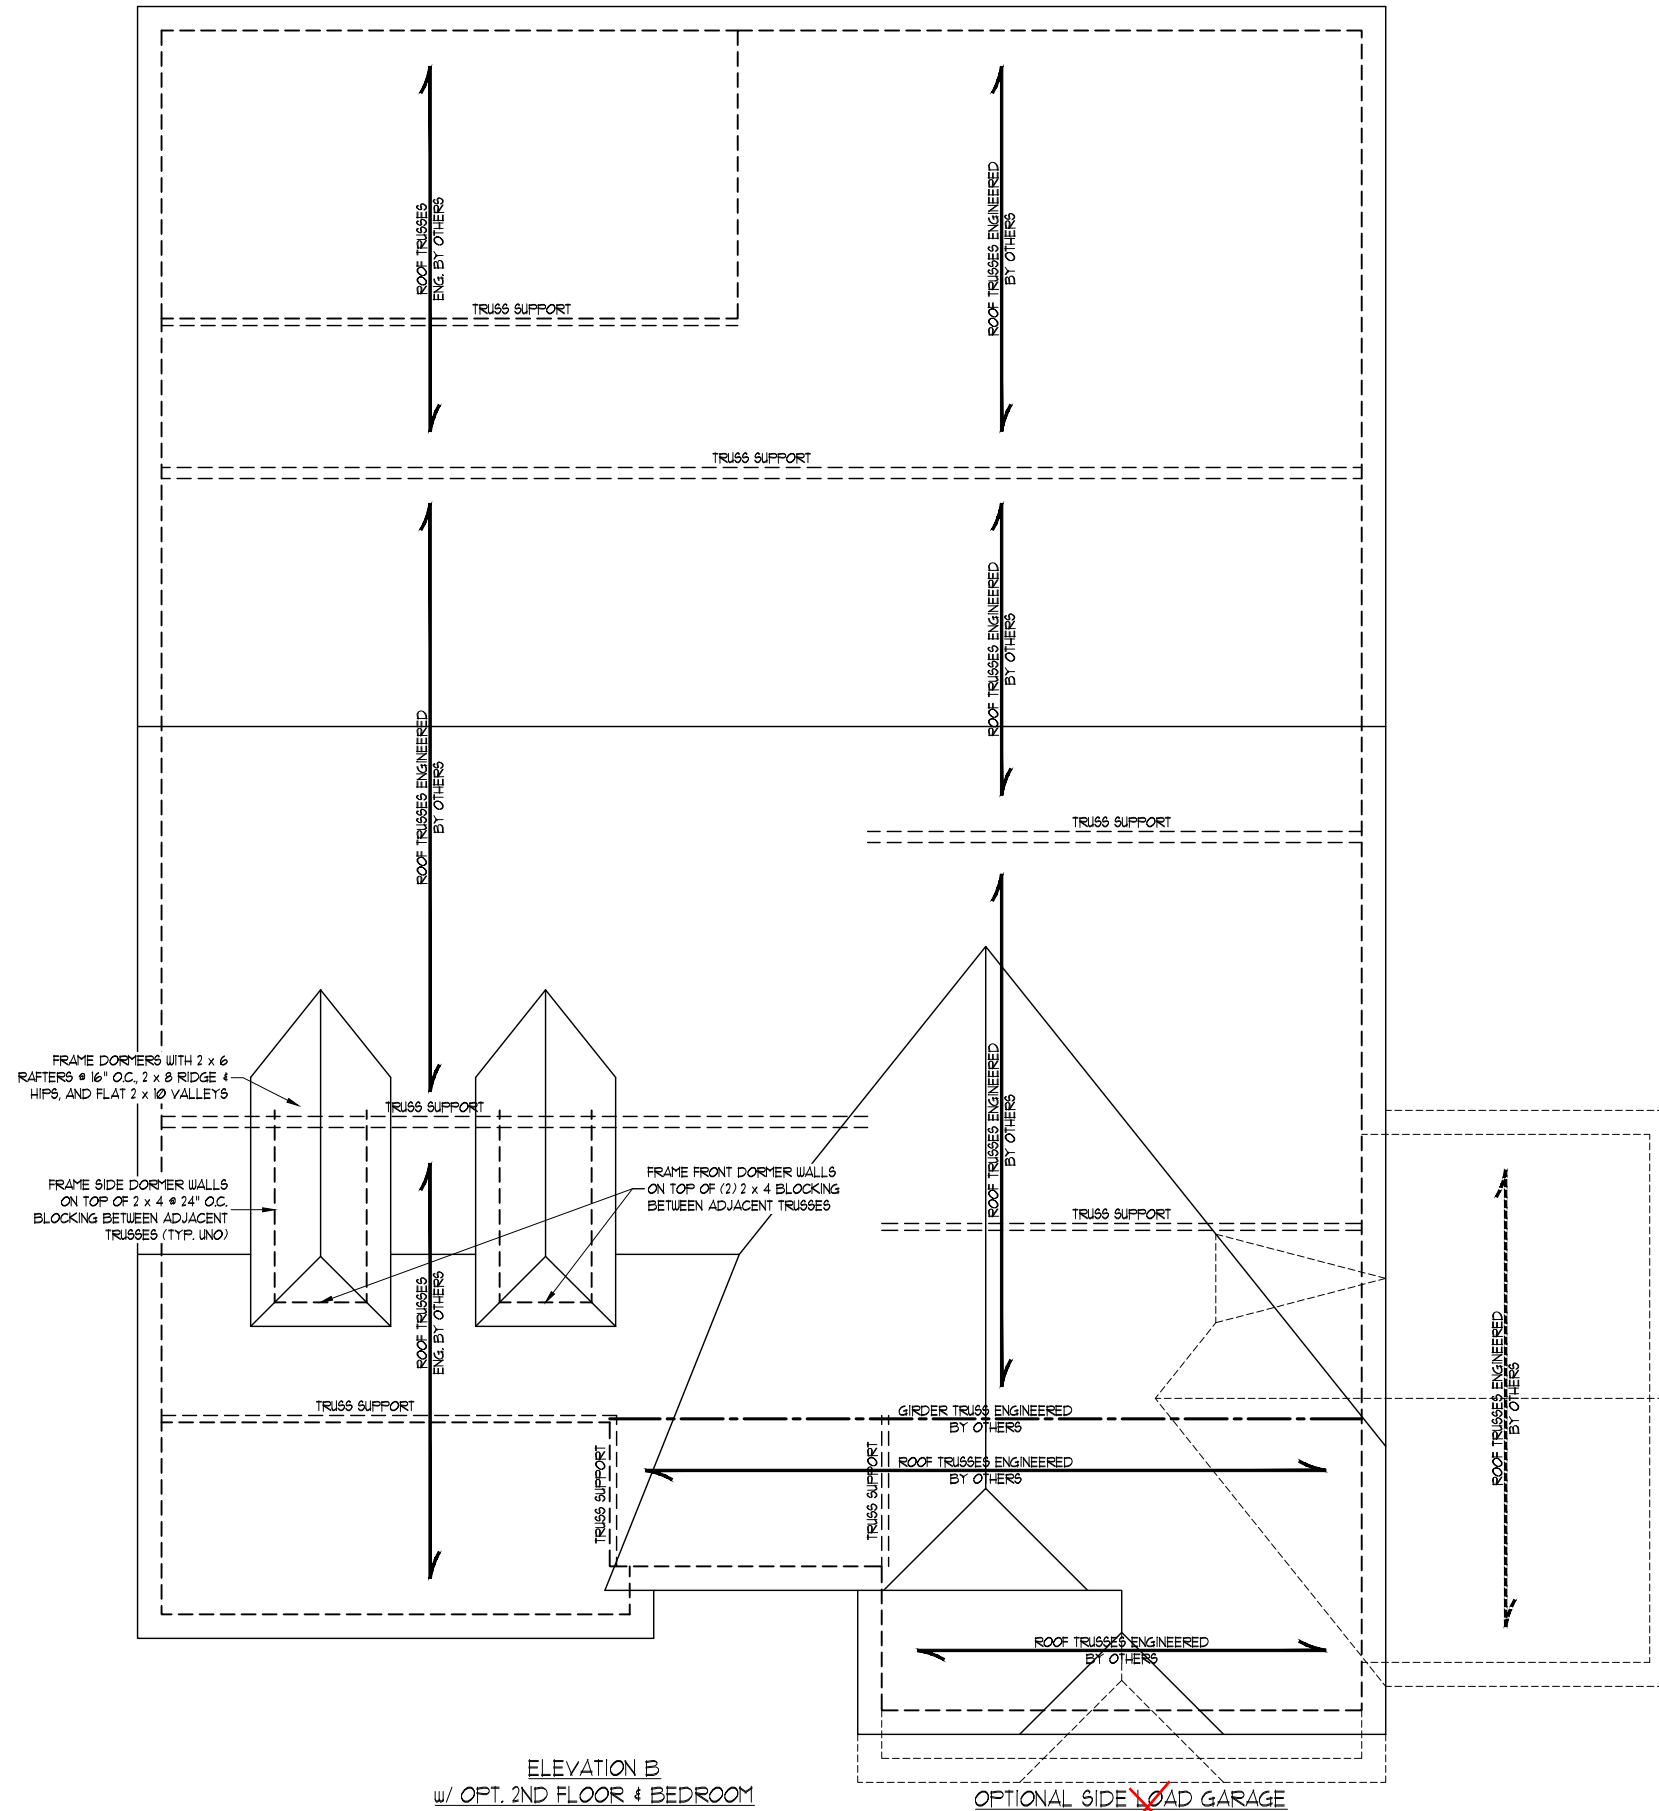 ROOF TRUSSES
ENG. BY OTHERS
ROOF TRUSSES ENGINEERED
BY OTHERS
TRUSS SUPPORT
TRUSS SUPPORT
ROOF TRUSSES ENGINEERED
BY OTHERS
ROOF TRUSSES ENGINEERED
BY OTHERS
TRUSS SUPPORT
FRAME DORMERS WITH 2 x 6
RAFTERS @ 16" O.C., 2 x 8 RIDGE &
HIPS, AND FLAT 2 x 10 VALLEYS
TRUSS SUPPORT
ROOF TRUSSES ENGINEERED
BY OTHERS
FRAME SIDE DORMER WALLS
ON TOP OF 2 x 4 @ 24" O.C.
BLOCKING BETWEEN ADJACENT
TRUSSES (TYP. UNO)
FRAME FRONT DORMER WALLS
ON TOP OF (2) 2 x 4 BLOCKING
BETWEEN ADJACENT TRUSSES
TRUSS SUPPORT
ROOF TRUSSES
ENG. BY OTHERS
ROOF TRUSSES ENGINEERED
BY OTHERS
TRUSS SUPPORT
GIRDER TRUSS ENGINEERED
BY OTHERS
TRUSS SUPPORT
TRUSS SUPPORT
ROOF TRUSSES ENGINEERED
BY OTHERS
ROOF TRUSSES ENGINEERED
BY OTHERS
ELEVATION B
w/ OPT. 2ND FLOOR & BEDROOM
OPTIONAL SIDE LOAD GARAGE